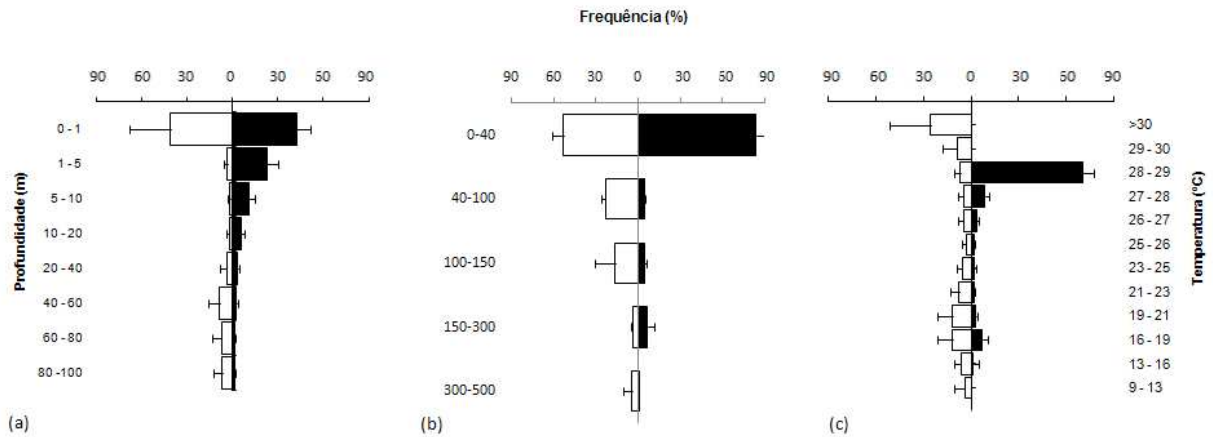 Frequência (%)
90 60 30 0 30 60 90
90 60 30 0 30 60 90
90 60 30 0 30 60 90
Profundidade (m)
0 - 1
1 - 5
5 - 10
10 - 20
20 - 40
40 - 60
60 - 80
80 -100
(a)
0-40
40-100
100-150
150-300
300-500
(b)
>30
29 - 30
28 - 29
27 - 28
26 - 27
25 - 26
23 - 25
21 - 23
19 - 21
16 - 19
13 - 16
9 - 13
Temperatura (°C)
(c)